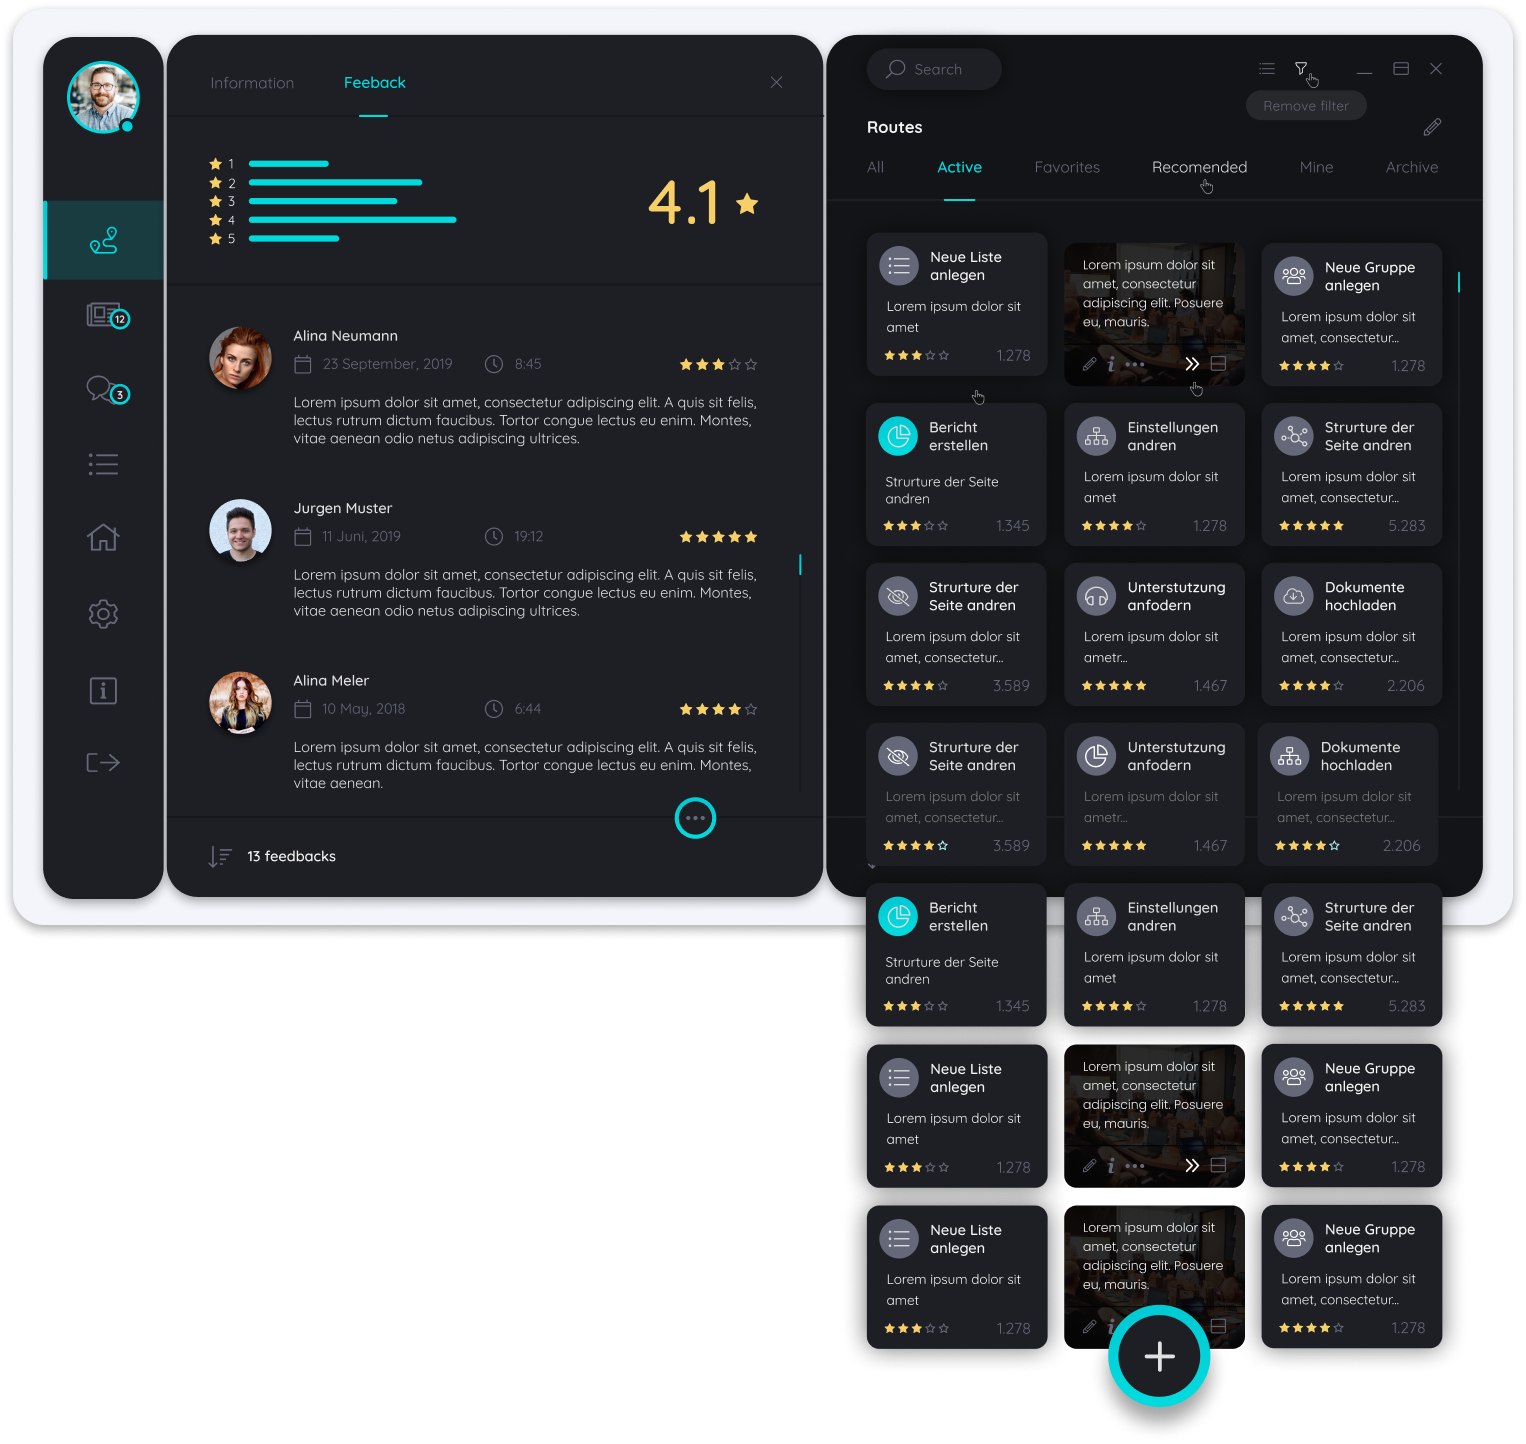 Information
Feeback
1
2
3
4
5
4.1
12
3
Alina Neumann
23 September, 2019
8:45
Lorem ipsum dolor sit amet, consectetur adipiscing elit. A quis sit felis,
lectus rutrum dictum faucibus. Tortor congue lectus eu enim. Montes,
vitae aenean odio netus adipiscing ultrices.
Jurgen Muster
11 Juni, 2019
19:12
Lorem ipsum dolor sit amet, consectetur adipiscing elit. A quis sit felis,
lectus rutrum dictum faucibus. Tortor congue lectus eu enim. Montes,
vitae aenean odio netus adipiscing ultrices.
Alina Meler
10 May, 2018
6:44
Lorem ipsum dolor sit amet, consectetur adipiscing elit. A quis sit felis,
lectus rutrum dictum faucibus. Tortor congue lectus eu enim. Montes,
vitae aenean.
13 feedbacks
Search
Remove filter
Routes
All
Active
Favorites
Recomended
Mine
Archive
Neue Liste
anlegen
Lorem ipsum dolor sit
amet
1.278
Lorem ipsum dolor sit
amet, consectetur
adipiscing elit. Posuere
eu, mauris.
Neue Gruppe
anlegen
Lorem ipsum dolor sit
amet, consectetur...
1.278
Bericht
erstellen
Strurture der Seite
andren
1.345
Einstellungen
andren
Lorem ipsum dolor sit
amet
1.278
Strurture der
Seite andren
Lorem ipsum dolor sit
amet, consectetur...
5.283
Strurture der
Seite andren
Lorem ipsum dolor sit
amet, consectetur...
3.589
Unterstutzung
anfodern
Lorem ipsum dolor sit
ametr...
1.467
Dokumente
hochladen
Lorem ipsum dolor sit
amet, consectetur...
2.206
Strurture der
Seite andren
Lorem ipsum dolor sit
amet, consectetur...
3.589
Unterstutzung
anfodern
Lorem ipsum dolor sit
ametr...
1.467
Dokumente
hochladen
Lorem ipsum dolor sit
amet, consectetur...
2.206
Bericht
erstellen
Strurture der Seite
andren
1.345
Einstellungen
andren
Lorem ipsum dolor sit
amet
1.278
Strurture der
Seite andren
Lorem ipsum dolor sit
amet, consectetur...
5.283
Neue Liste
anlegen
Lorem ipsum dolor sit
amet
1.278
Lorem ipsum dolor sit
amet, consectetur
adipiscing elit. Posuere
eu, mauris.
Neue Gruppe
anlegen
Lorem ipsum dolor sit
amet, consectetur...
1.278
Neue Liste
anlegen
Lorem ipsum dolor sit
amet
1.278
Lorem ipsum dolor sit
amet, consectetur
adipiscing elit. Posuere
eu, mauris.
Neue Gruppe
anlegen
Lorem ipsum dolor sit
amet, consectetur...
1.278